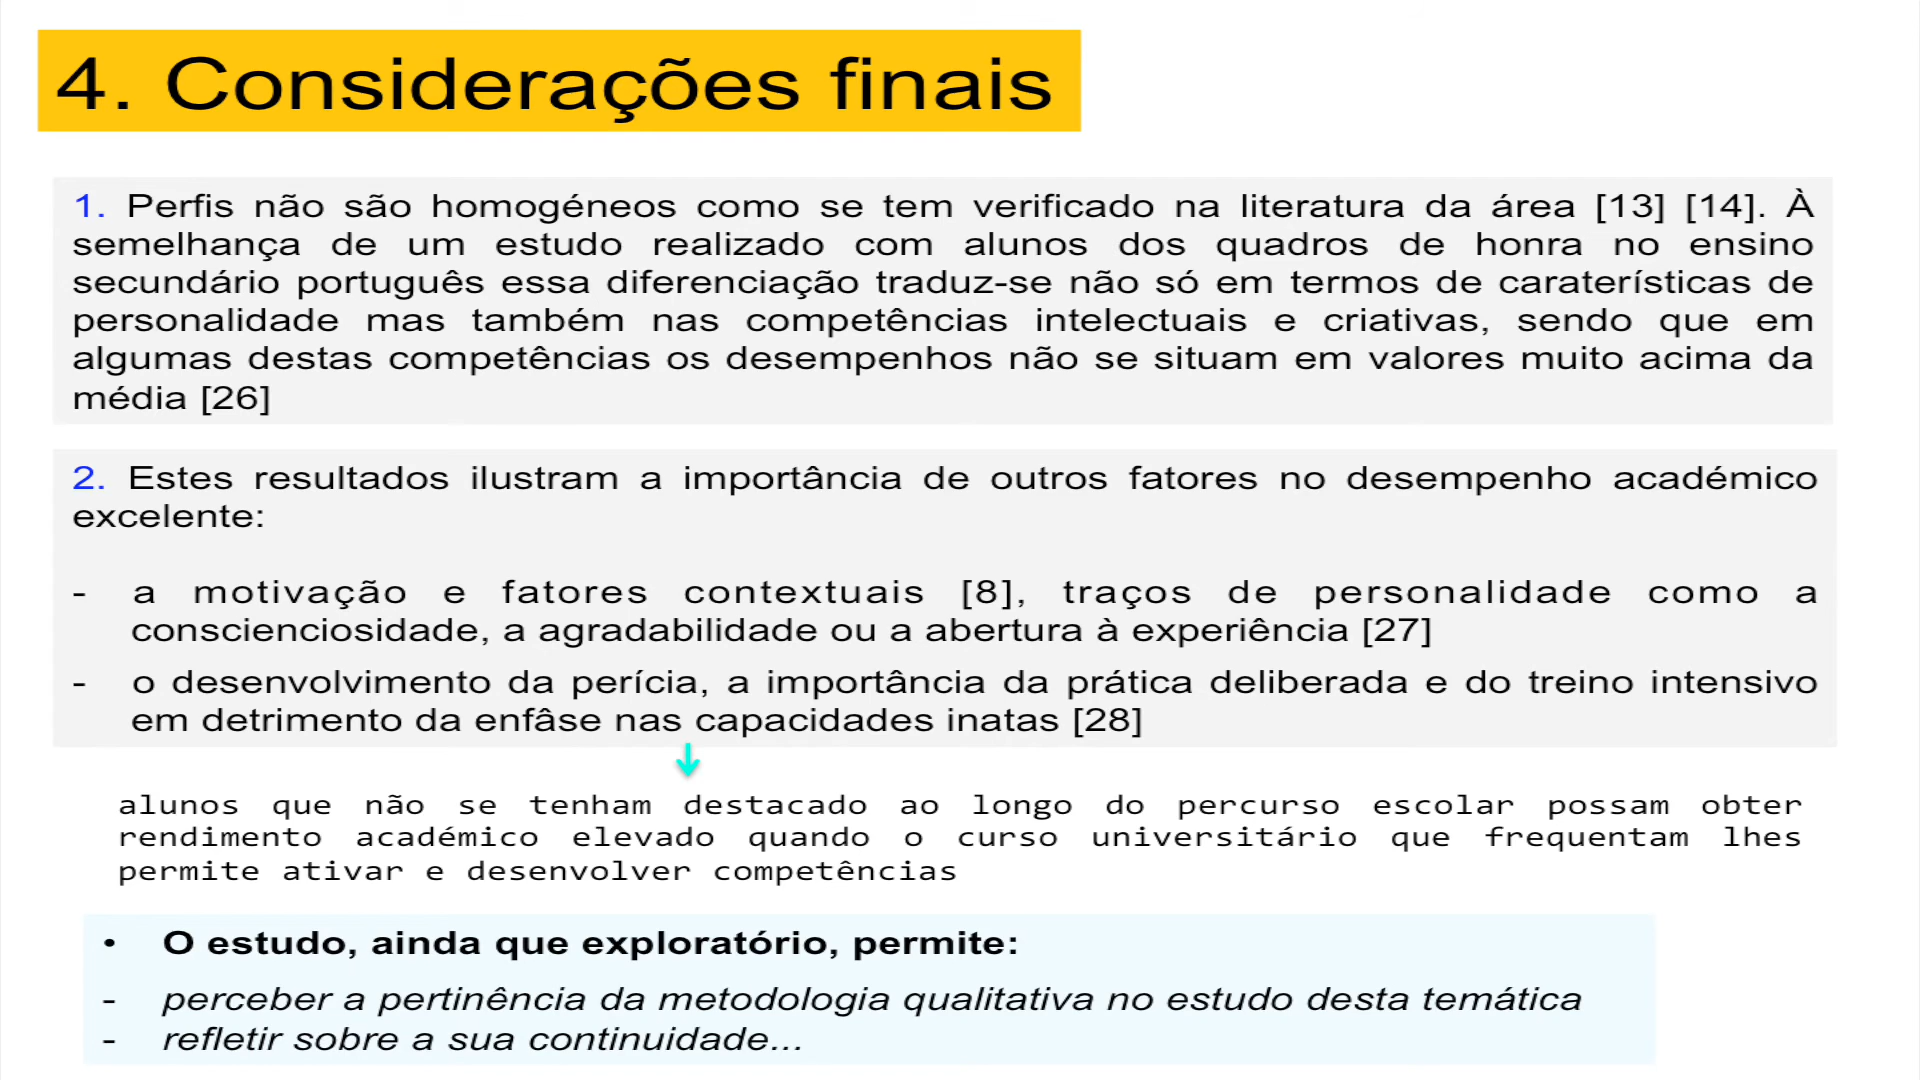 4. Considerações finais
1. Perfis não são homogéneos como se tem verificado na literatura da área [13] [14]. À
semelhança de um estudo realizado com alunos dos quadros de honra no ensino
secundário português essa diferenciação traduz-se não só em termos de caraterísticas de
personalidade mas também nas competências intelectuais e criativas, sendo que em
algumas destas competências os desempenhos não se situam em valores muito acima da
média [26]
2. Estes resultados ilustram a importância de outros fatores no desempenho académico
excelente:
- a motivação e fatores contextuais [8], traços de personalidade como a
conscienciosidade, a agradabilidade ou a abertura à experiência [27]
- o desenvolvimento da perícia, a importância da prática deliberada e do treino intensivo
em detrimento da enfâse nas capacidades inatas [28]
alunos que não se tenham destacado ao longo do percurso escolar possam obter
rendimento académico elevado quando o curso universitário que frequentam lhes
permite ativar e desenvolver competências
• O estudo, ainda que exploratório, permite:
- perceber a pertinência da metodologia qualitativa no estudo desta temática
- refletir sobre a sua continuidade...